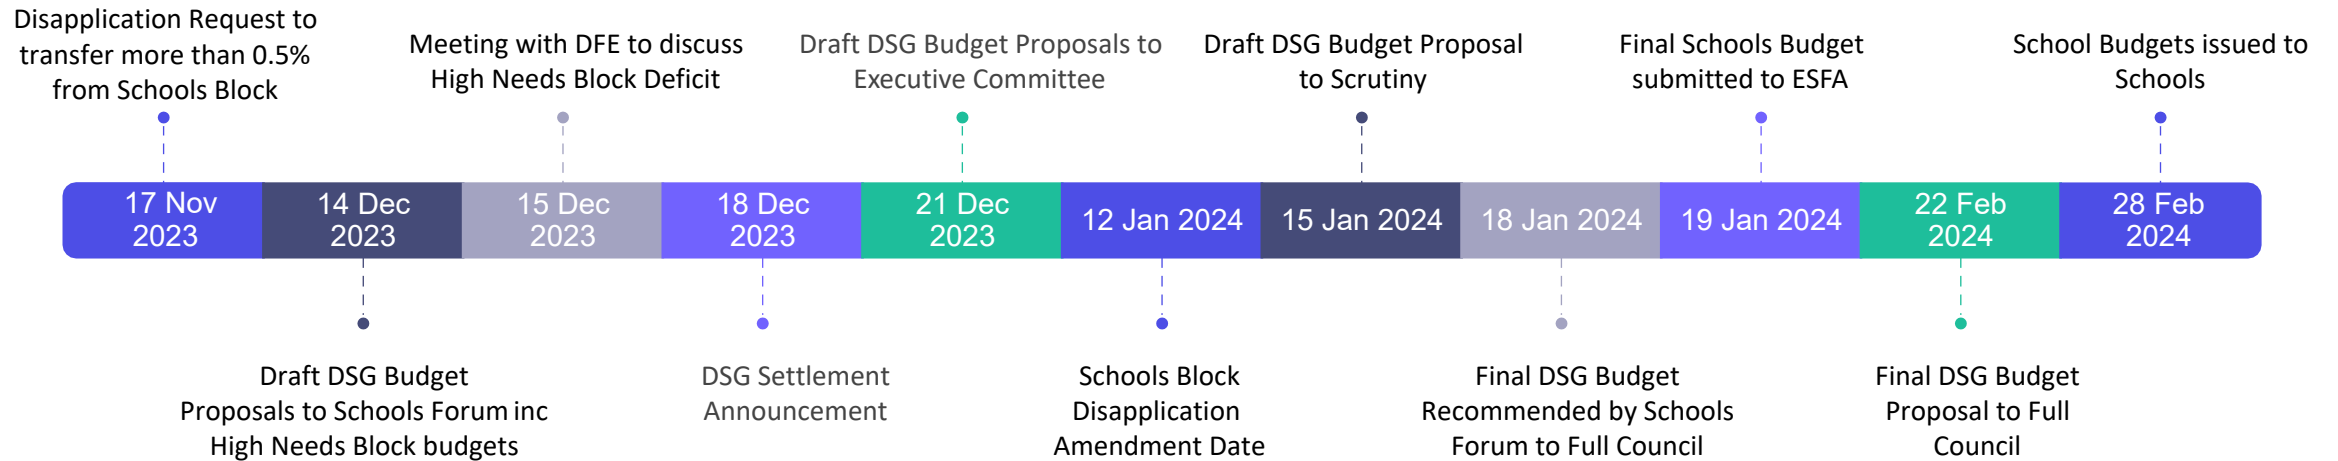 Disapplication Request to
transfer more than 0.5%
from Schools Block
Meeting with DFE to discuss
High Needs Block Deficit
Draft DSG Budget Proposals to
Executive Committee
Draft DSG Budget Proposal
to Scrutiny
Final Schools Budget
submitted to ESFA
School Budgets issued to
Schools
17 Nov
2023
14 Dec
2023
15 Dec
2023
18 Dec
2023
21 Dec
2023
12 Jan 2024
15 Jan 2024
18 Jan 2024
19 Jan 2024
22 Feb
2024
28 Feb
2024
Draft DSG Budget
Proposals to Schools Forum inc
High Needs Block budgets
DSG Settlement
Announcement
Schools Block
Disapplication
Amendment Date
Final DSG Budget
Recommended by Schools
Forum to Full Council
Final DSG Budget
Proposal to Full
Council